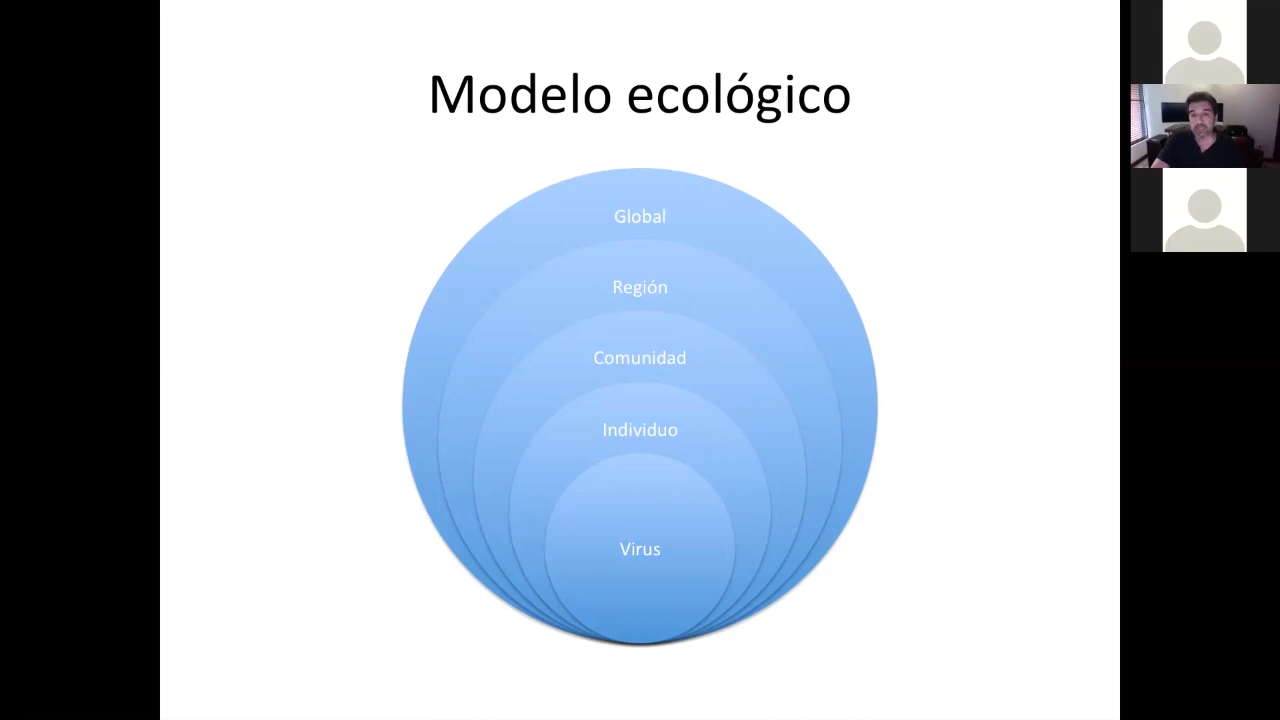 Modelo ecológico
Global
Región
Comunidad
Individuo
Virus